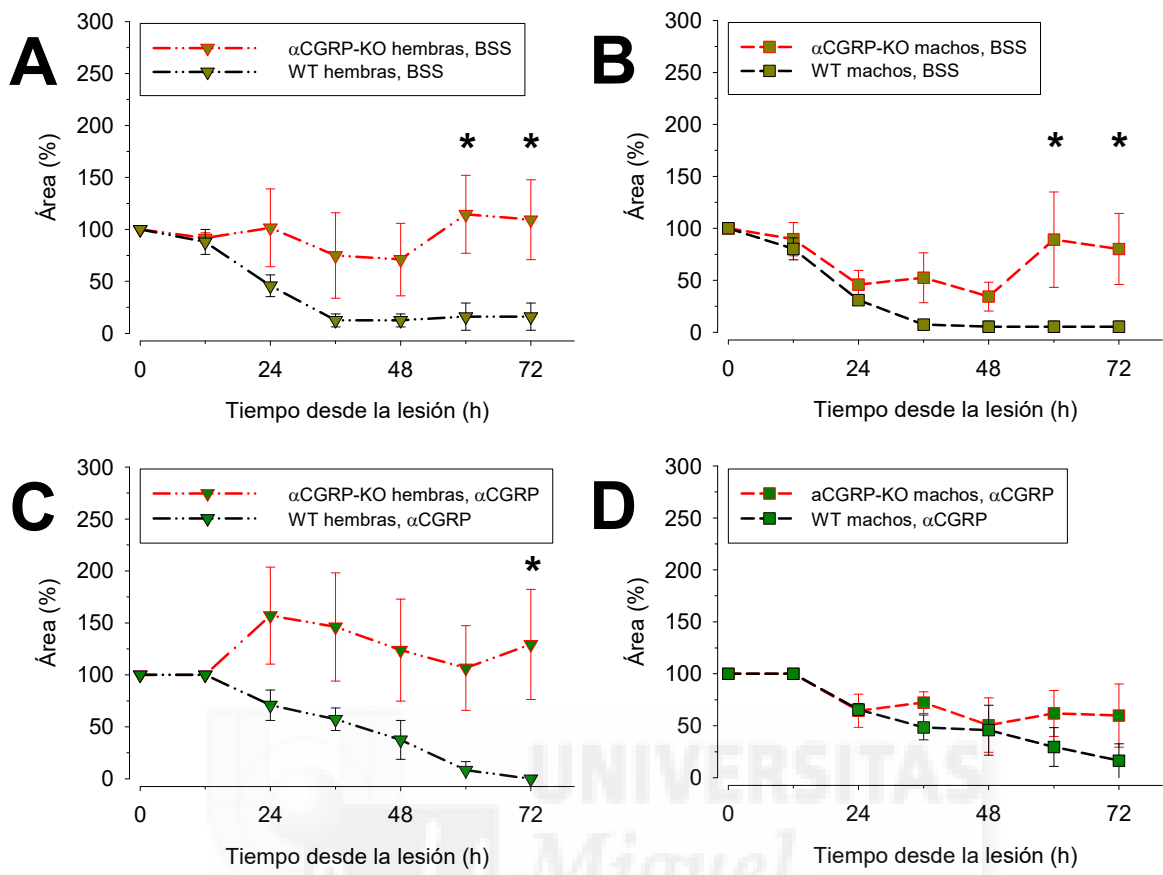 A
αCGRP-KO hembras, BSS
WT hembras, BSS
300
250
200
150
100
50
0
Área (%)
* *
0 24 48 72
Tiempo desde la lesión (h)
B
αCGRP-KO machos, BSS
WT machos, BSS
300
250
200
150
100
50
0
Área (%)
* *
0 24 48 72
Tiempo desde la lesión (h)
C
αCGRP-KO hembras, αCGRP
WT hembras, αCGRP
300
250
200
150
100
50
0
Área (%)
*
0 24 48 72
Tiempo desde la lesión (h)
D
aCGRP-KO machos, αCGRP
WT machos, αCGRP
300
250
200
150
100
50
0
Área (%)
0 24 48 72
Tiempo desde la lesión (h)
UNIVERSITAS
Miguel